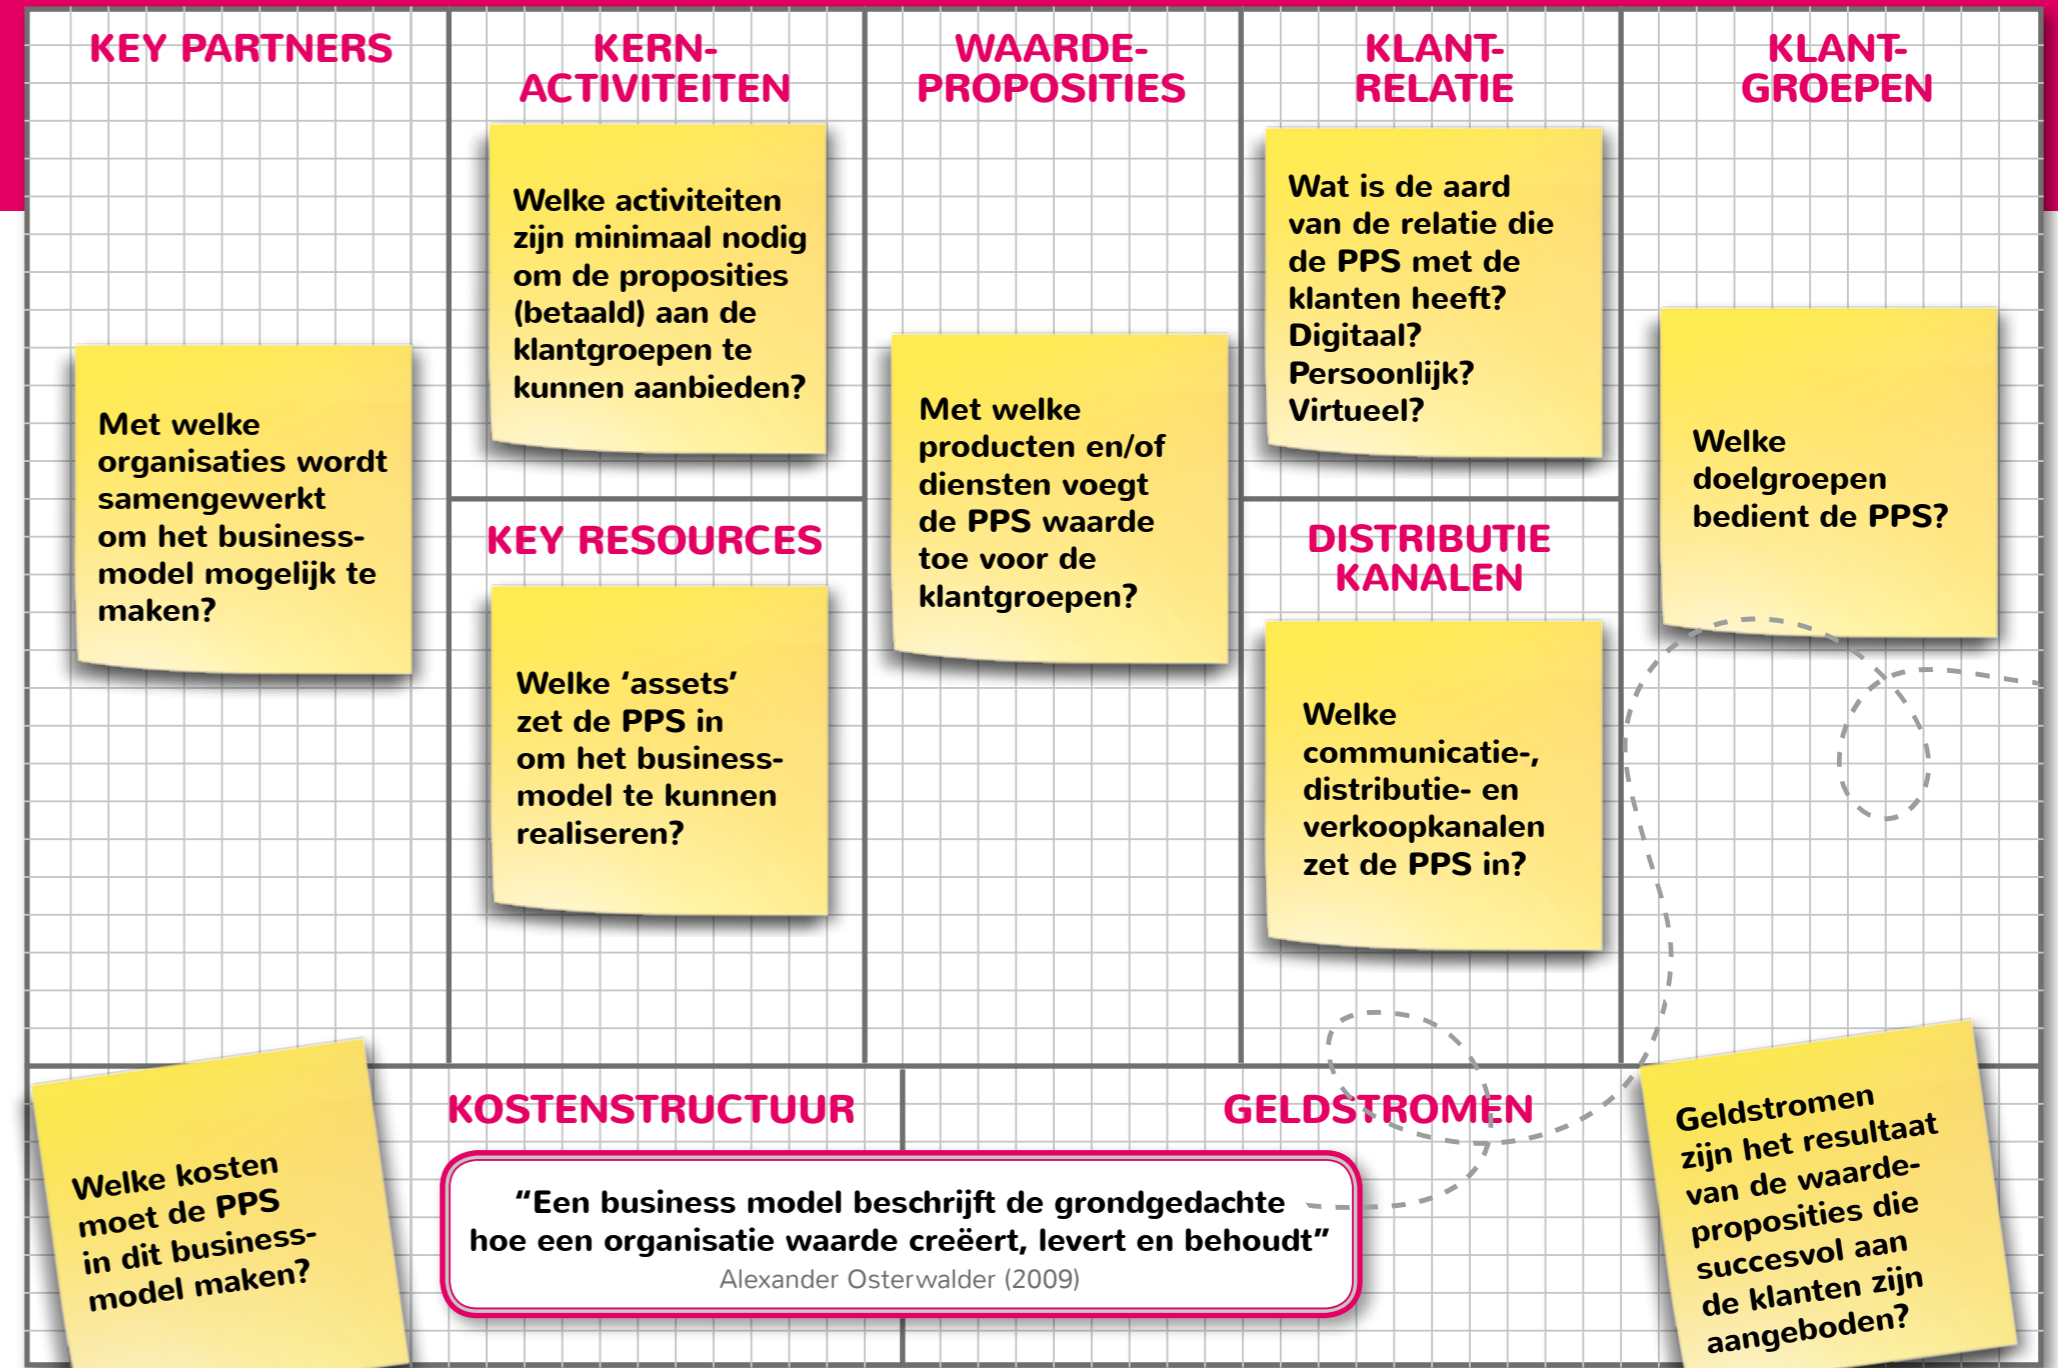 KEY PARTNERS
Met welke
organisaties wordt
samengewerkt
om het business-
model mogelijk te
maken?
KERN-
ACTIVITEITEN
Welke activiteiten
zijn minimaal nodig
om de proposities
(betaald) aan de
klantgroepen te
kunnen aanbieden?
KEY RESOURCES
Welke ‘assets’
zet de PPS in
om het business-
model te kunnen
realiseren?
WAARDE-
PROPOSITIES
Met welke
producten en/of
diensten voegt
de PPS waarde
toe voor de
klantgroepen?
KLANT-
RELATIE
Wat is de aard
van de relatie die
de PPS met de
klanten heeft?
Digitaal?
Persoonlijk?
Virtueel?
DISTRIBUTIE
KANALEN
Welke
communicatie-,
distributie- en
verkoopkanalen
zet de PPS in?
KLANT-
GROEPEN
Welke
doelgroepen
bedient de PPS?
KOSTENSTRUCTUUR
Welke kosten
moet de PPS
in dit business-
model maken?
GELDSTROMEN
Geldstromen
zijn het resultaat
van de waarde-
proposities die
succesvol aan
de klanten zijn
aangeboden?
“Een business model beschrijft de grondgedachte
hoe een organisatie waarde creëert, levert en behoudt”
Alexander Osterwalder (2009)